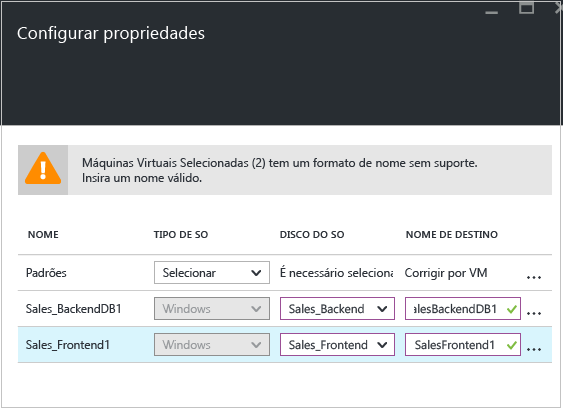 Configurar propriedades
Máquinas Virtuais Selecionadas (2) tem um formato de nome sem suporte.
Insira um nome válido.
NOME TIPO DE SO DISCO DO SO NOME DE DESTINO
Padrões Selecionar É necessário seleciona Corrigir por VM ...
Sales_BackendDB1 Windows Sales_Backend alesBackendDB1 ...
Sales_Frontend1 Windows Sales_Frontend SalesFrontend1 ...